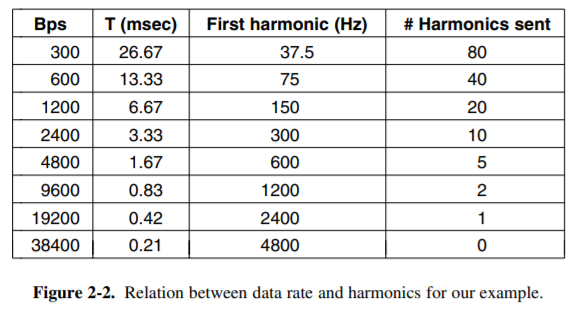 Bps T (msec) First harmonic (Hz) # Harmonics sent
300 26.67 37.5 80
600 13.33 75 40
1200 6.67 150 20
2400 3.33 300 10
4800 1.67 600 5
9600 0.83 1200 2
19200 0.42 2400 1
38400 0.21 4800 0
Figure 2-2. Relation between data rate and harmonics for our example.